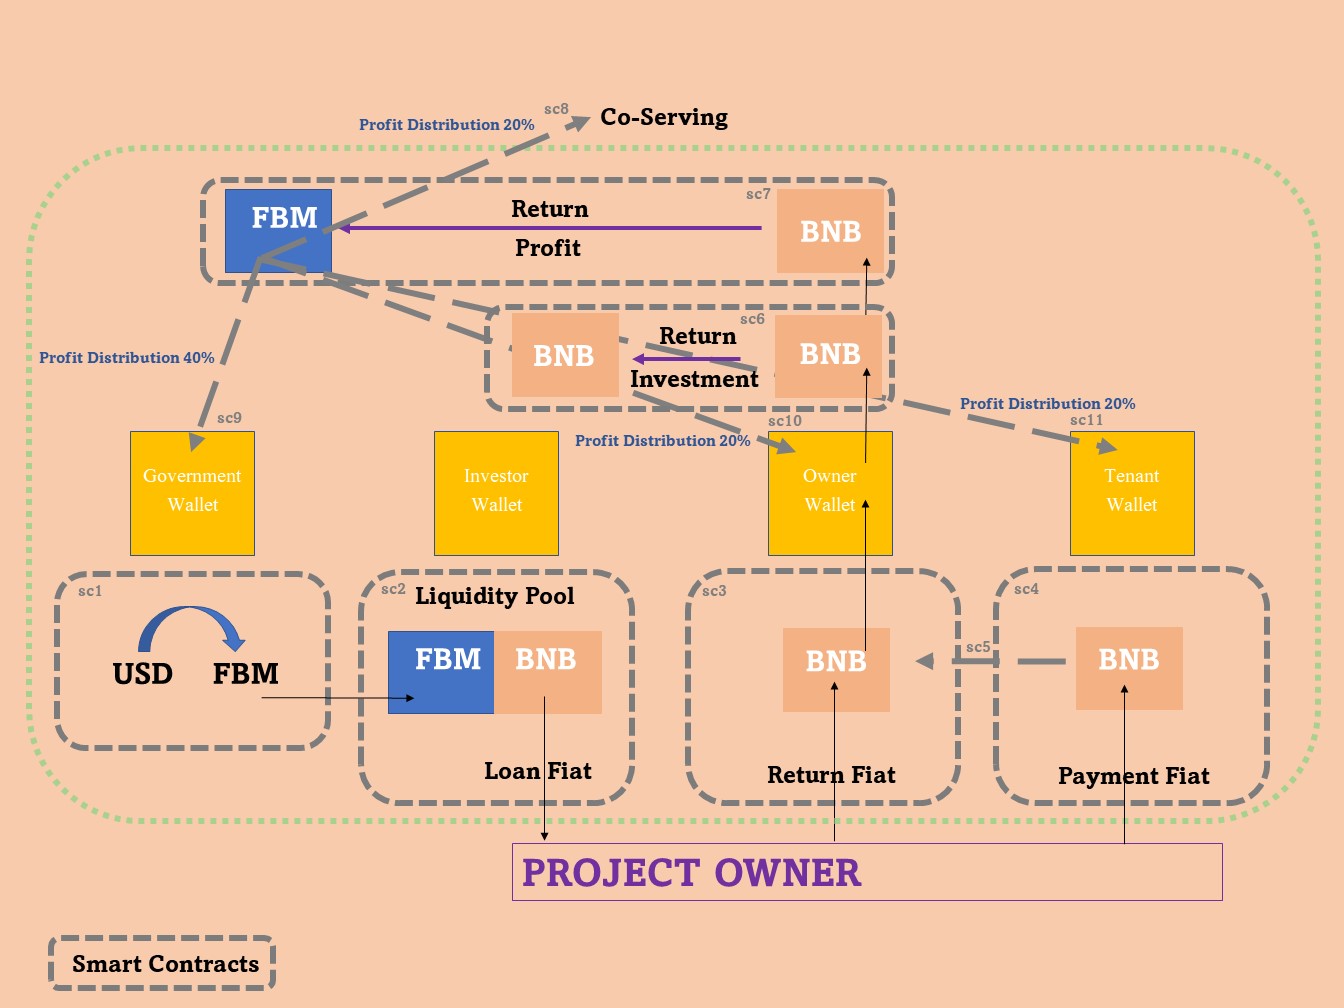 sc8
Co-Serving
Profit Distribution 20%
FBM
Return
Profit
sc7
BNB
sc6
BNB
Return
Investment
BNB
Profit Distribution 40%
Profit Distribution 20%
sc9
sc10
sc11
Profit Distribution 20%
Government
Wallet
Investor
Wallet
Owner
Wallet
Tenant
Wallet
sc1
USD
FBM
sc2
Liquidity Pool
FBM
BNB
Loan Fiat
sc3
BNB
Return Fiat
sc5
sc4
BNB
Payment Fiat
PROJECT OWNER
Smart Contracts